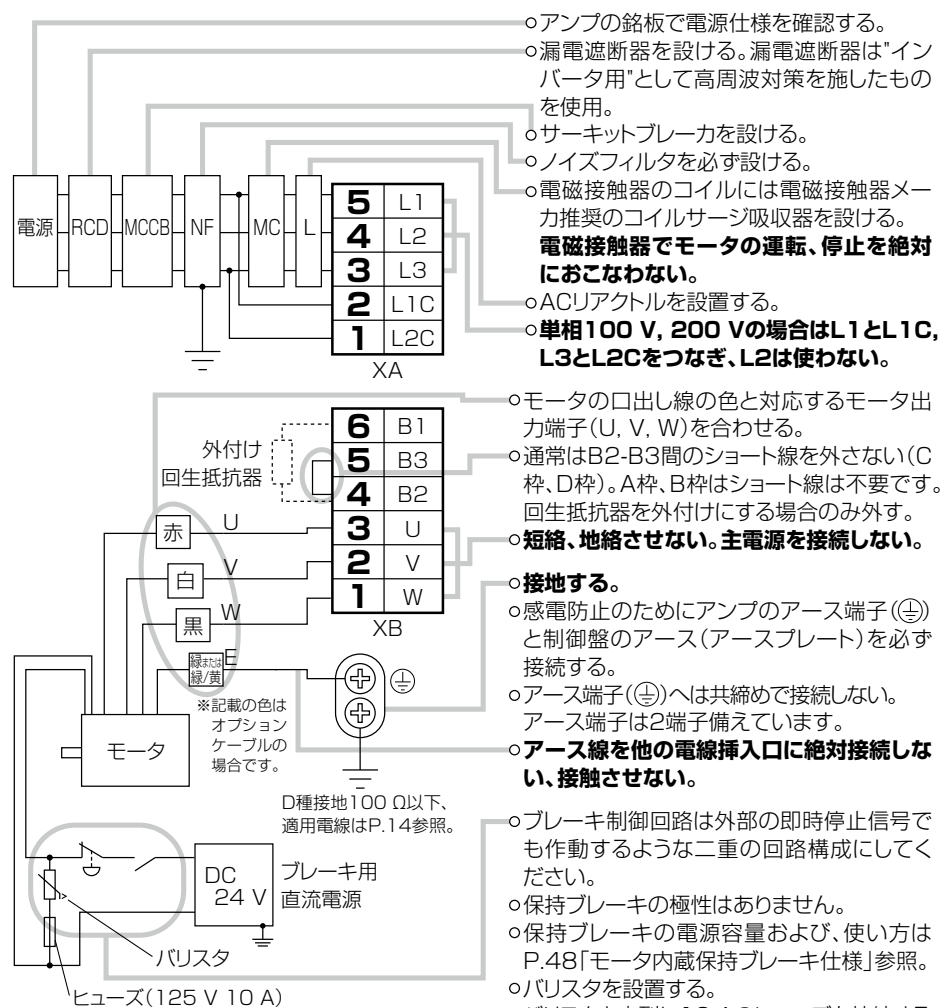 アンプの銘板で電源仕様を確認する。
漏電遮断器を設ける。漏電遮断器は"イン
バータ用"として高周波対策を施したもの
を使用。
サーキットブレーカを設ける。
ノイズフィルタを必ず設ける。
電磁接触器のコイルには電磁接触器メー
カ推奨のコイルサージ吸収器を設ける。
電磁接触器でモータの運転、停止を絶対
におこなわない。
ACリアクトルを設置する。
単相100 V, 200 Vの場合はL1とL1C,
L3とL2Cをつなぎ、L2は使わない。
電源 RCD MCCB NF MC L
5 L1
4 L2
3 L3
2 L1C
1 L2C
XA
モータの口出し線の色と対応するモータ出
力端子(U, V, W)を合わせる。
通常はB2-B3間のショート線を外さない(C
枠、D枠)。A枠、B枠はショート線は不要です。
回生抵抗器を外付けにする場合のみ外す。
短絡、地絡させない。主電源を接続しない。
接地する。
感電防止のためにアンプのアース端子(⏚)
と制御盤のアース(アースプレート)を必ず
接続する。
アース端子(⏚)へは共締めで接続しない。
アース端子は2端子備えています。
アース線を他の電線挿入口に絶対接続しな
い、接触させない。
外付け
回生抵抗器
6 B1
5 B3
4 B2
3 U
2 V
1 W
XB
赤 U
白 V
黒 W
緑または
緑/黄
E
※記載の色は
オプション
ケーブルの
場合です。
モータ
D種接地100 Ω以下、
適用電線はP.14参照。
ブレーキ制御回路は外部の即時停止信号で
も作動するような二重の回路構成にしてく
ださい。
保持ブレーキの極性はありません。
保持ブレーキの電源容量および、使い方は
P.48「モータ内蔵保持ブレーキ仕様」参照。
バリスタを設置する。
DC
24 V
ブレーキ用
直流電源
バリスタ
ヒューズ(125 V 10 A)